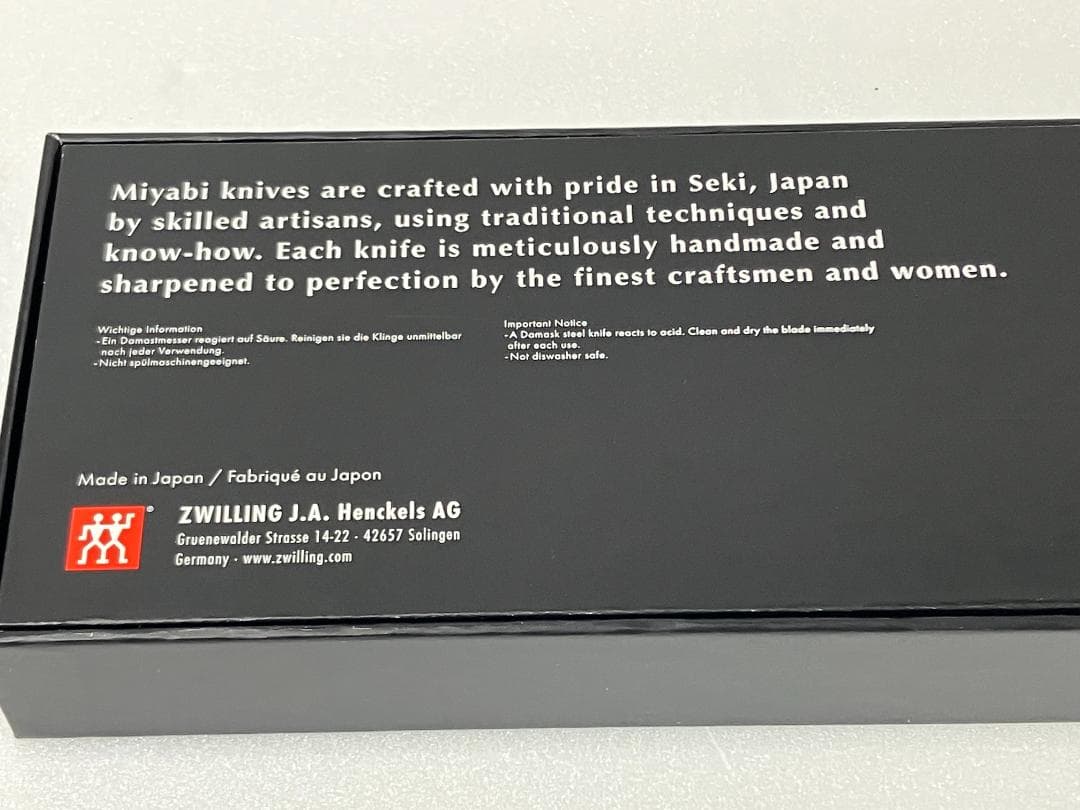 Miyabi knives are crafted with pride in Seki, Japan
by skilled artisans, using traditional techniques and
know-how. Each knife is meticulously handmade and
sharpened to perfection by the finest craftsmen and women.
Wichtige Information
-Ein Damastmesser reagiert auf Säure. Reinigen sie die Klinge unmittelbar
nach jeder Verwendung.
-Nicht spülmaschinengeeignet.
Important Notice
-A Damask steel knife reacts to acid. Clean and dry the blade immediately
after each use.
-Not diswasher safe.
Made in Japan / Fabriqué au Japon
® ZWILLING J.A. Henckels AG
Gruenewalder Strasse 14-22 · 42657 Solingen
Germany · www.zwilling.com